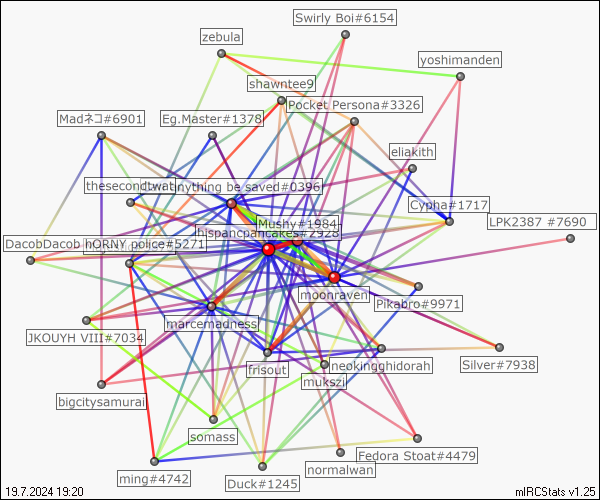 Swirly Boi#6154
zebula
yoshimanden
shawntee9
Pocket Persona#3326
Madネコ#6901
Eg.Master#1378
eliakith
thesecondtwat
nything be saved#0396
Cypha#1717
LPK2387 #7690
Mushy#1984
hispancpancakes#2928
DacobDacob
hORNY police#5271
moonraven
Pikabro#9971
marcemadness
JKOUYH VIII#7034
frisout
neokingghidorah
Silver#7938
mukszi
bigcitysamurai
somass
Fedora Stoat#4479
normalwan
ming#4742
Duck#1245
19.7.2024 19:20
mIRCStats v1.25